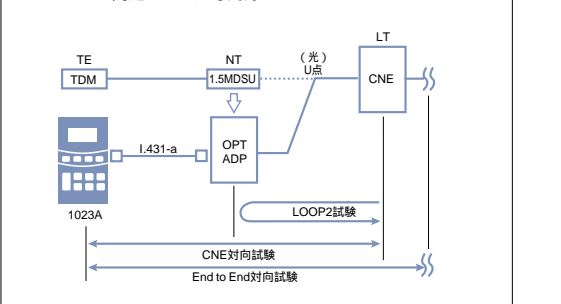 TE
NT
（光）
U点
LT
TDM
1.5MDSU
CNE
I.431-a
OPT
ADP
1023A
LOOP2試験
CNE対向試験
End to End対向試験